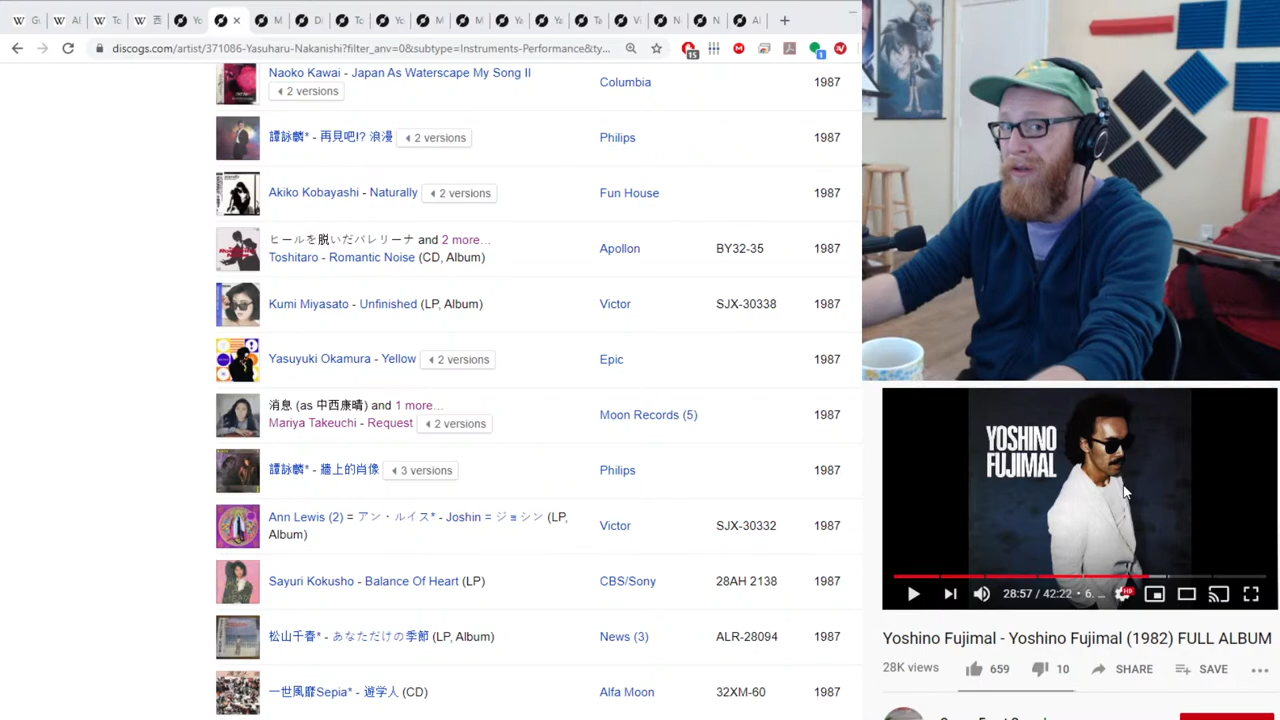 discogs.com/artist/371086-Yasuharu-Nakanishi?filter_anv=0&subtype=Instruments-Performance&ty...
15
1
Naoko Kawai - Japan As Waterscape My Song II
2 versions
Columbia
1987
譚詠麟* - 再見吧!? 浪漫
2 versions
Philips
1987
Akiko Kobayashi - Naturally
2 versions
Fun House
1987
ヒールを脱いだバレリーナ and 2 more...
Toshitaro - Romantic Noise (CD, Album)
Apollon
BY32-35
1987
Kumi Miyasato - Unfinished (LP, Album)
Victor
SJX-30338
1987
Yasuyuki Okamura - Yellow
2 versions
Epic
1987
消息 (as 中西康晴) and 1 more...
Mariya Takeuchi - Request
2 versions
Moon Records (5)
1987
譚詠麟* - 牆上的肖像
3 versions
Philips
1987
Ann Lewis (2) = アン・ルイス* - Joshin = ジョシン (LP,
Album)
Victor
SJX-30332
1987
Sayuri Kokusho - Balance Of Heart (LP)
CBS/Sony
28AH 2138
1987
松山千春* - あなただけの季節 (LP, Album)
News (3)
ALR-28094
1987
一世風靡Sepia* - 遊学人 (CD)
Alfa Moon
32XM-60
1987
YOSHINO
FUJIMAL
28:57 / 42:22 • 6. ...
HD
Yoshino Fujimal - Yoshino Fujimal (1982) FULL ALBUM
28K views
659
10
SHARE
SAVE